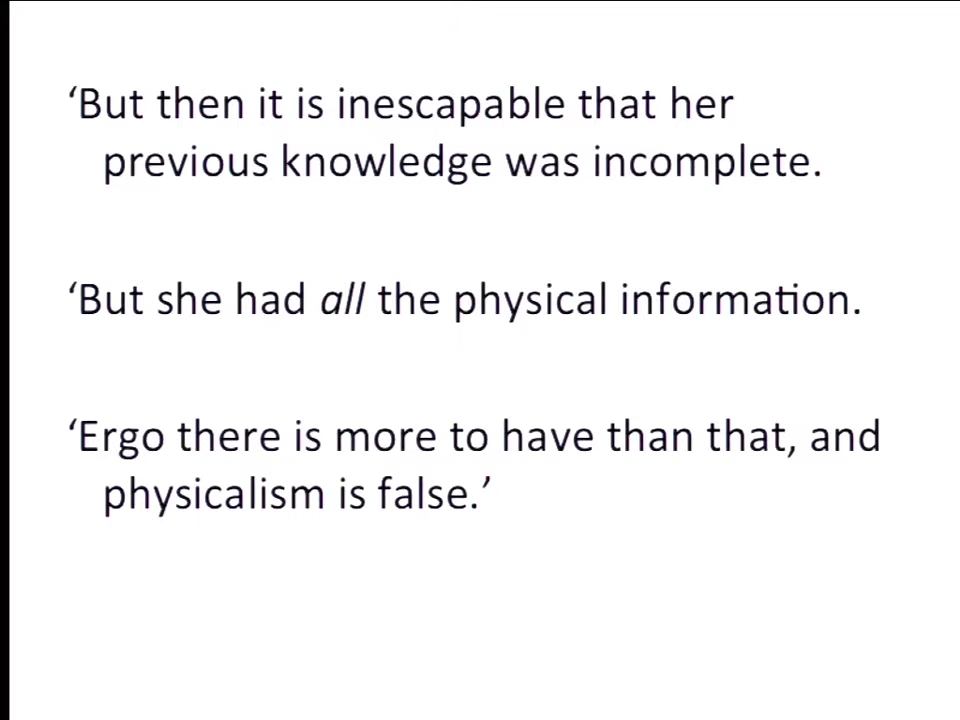 ‘But then it is inescapable that her
previous knowledge was incomplete.
‘But she had all the physical information.
‘Ergo there is more to have than that, and
physicalism is false.’